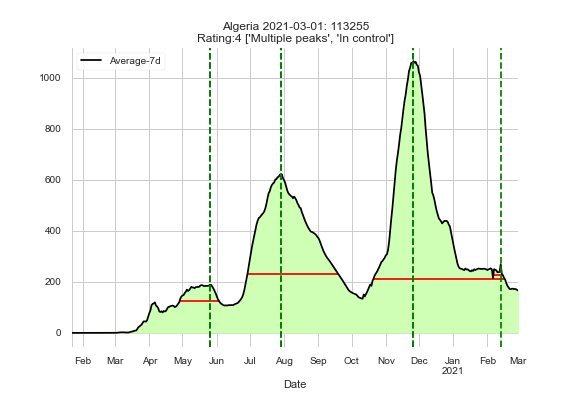 Algeria 2021-03-01: 113255
Rating:4 ['Multiple peaks', 'In control']
Average-7d
1000
800
600
400
200
0
Feb Mar Apr May Jun Jul Aug Sep Oct Nov Dec Jan Feb Mar
2021
Date